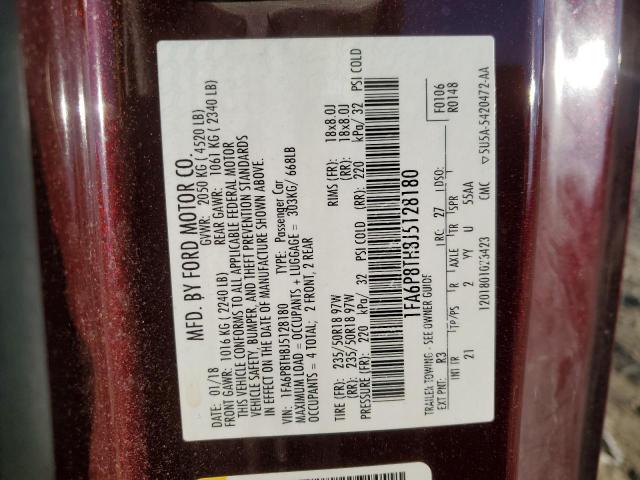 MFD. BY FORD MOTOR CO.
DATE: 01/18 GVWR: 2050 KG ( 4520 LB)
FRONT GAWR: 1016 KG ( 2240 LB) REAR GAWR: 1061 KG ( 2340 LB)
THIS VEHICLE CONFORMS TO ALL APPLICABLE FEDERAL MOTOR
VEHICLE SAFETY, BUMPER, AND THEFT PREVENTION STANDARDS
IN EFFECT ON THE DATE OF MANUFACTURE SHOWN ABOVE.
VIN: 1FA6P8TH8J5128180 TYPE: Passenger Car
MAXIMUM LOAD = OCCUPANTS + LUGGAGE = 303KG/ 668LB
OCCUPANTS = 4 TOTAL; 2 FRONT, 2 REAR
TIRE (FR): 235/50R18 97W RIMS (FR): 18x8.0J
(RR): 235/50R18 97W (RR): 18x8.0J
PRESSURE (FR): 220 kPa/ 32 PSI COLD (RR): 220 kPa/ 32 PSI COLD
1FA6P8TH8J5128180
TRAILER TOWING - SEE OWNER GUIDE
EXT PNT: R3 RC: 27 DSO: F0106
R0148
INT TR TP/PS R AXLE TR SPR
21 2 YY U 55AA
CMC ▽5U5A-5420472-AA